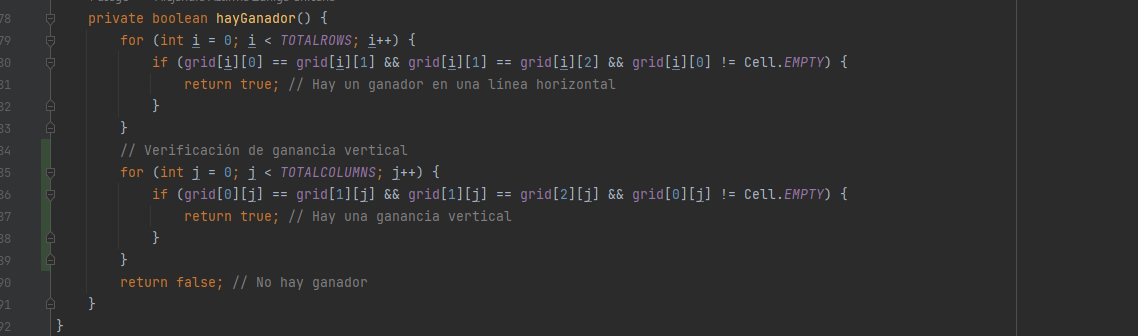 78 private boolean hayGanador() {
79 for (int i = 0; i < TOTALROWS; i++) {
80 if (grid[i][0] == grid[i][1] && grid[i][1] == grid[i][2] && grid[i][0] != Cell.EMPTY) {
81 return true; // Hay un ganador en una línea horizontal
82 }
83 }
84 // Verificación de ganancia vertical
85 for (int j = 0; j < TOTALCOLUMNS; j++) {
86 if (grid[0][j] == grid[1][j] && grid[1][j] == grid[2][j] && grid[0][j] != Cell.EMPTY) {
87 return true; // Hay una ganancia vertical
88 }
89 }
90 return false; // No hay ganador
91 }
92 }